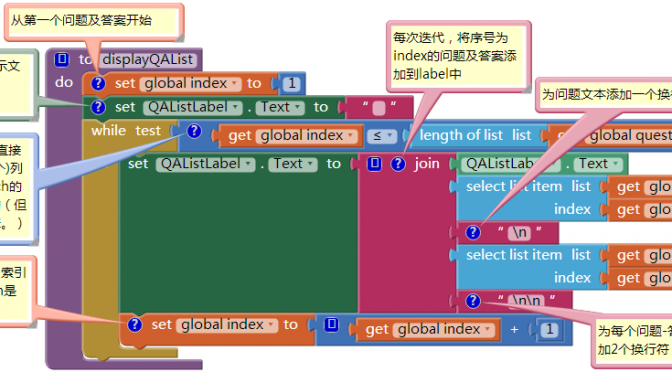 从第一个问题及答案开始
每次迭代，将序号为
index的问题及答案添
加到label中
示文
to displayQAList
do set global index to 1
为问题文本添加一个换
set QAListLabel . Text to " "
while test get global index ≤ length of list list get global quest
直接
个)列
ch的
（但
。）
set QAListLabel . Text to join QAListLab . Text
select list item list get glo
index get glo
" \n "
select list item list get glo
index get glo
" \n\n "
索引
是
set global index to get global index + 1
为每个问题-
加2个换行符